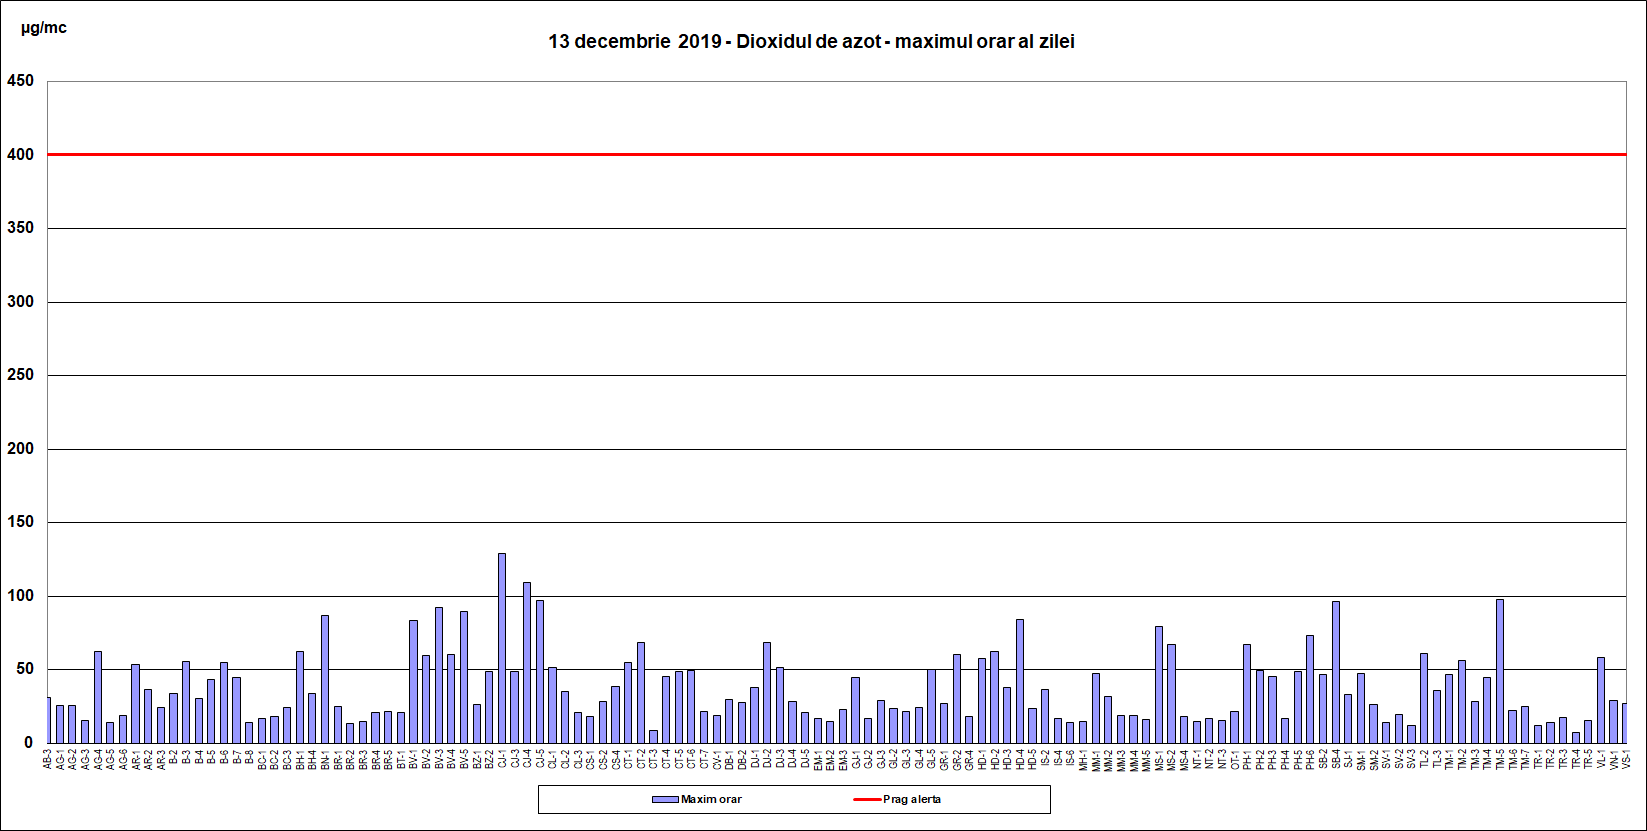 µg/mc
13 decembrie 2019 - Dioxidul de azot - maximul orar al zilei
450
400
350
300
250
200
150
100
50
0
AB-3 AG-1 AG-2 AG-3 AG-4 AG-5 AG-6 AR-1 AR-2 AR-3 B-2 B-3 B-4 B-5 B-6 B-7 B-8 BC-1 BC-2 BC-3 BH-1 BH-4 BN-1 BR-1 BR-2 BR-3 BR-4 BR-5 BT-1 BV-1 BV-2 BV-3 BV-4 BV-5 BZ-1 BZ-2 CJ-1 CJ-3 CJ-4 CJ-5 CL-1 CL-2 CL-3 CS-1 CS-2 CS-4 CT-1 CT-2 CT-3 CT-4 CT-5 CT-6 CT-7 CV-1 DB-1 DB-2 DJ-1 DJ-2 DJ-3 DJ-4 DJ-5 EM-1 EM-2 EM-3 GJ-1 GJ-2 GJ-3 GL-2 GL-3 GL-4 GL-5 GR-1 GR-2 GR-4 HD-1 HD-2 HD-3 HD-4 HD-5 IS-2 IS-4 IS-6 MH-1 MM-1 MM-2 MM-3 MM-4 MM-5 MS-1 MS-2 MS-4 NT-1 NT-2 NT-3 OT-1 PH-1 PH-2 PH-3 PH-4 PH-5 PH-6 SB-2 SB-4 SJ-1 SM-1 SM-2 SV-1 SV-2 SV-3 TL-2 TL-3 TM-1 TM-2 TM-3 TM-4 TM-5 TM-6 TM-7 TR-1 TR-2 TR-3 TR-4 TR-5 VL-1 VN-1 VS-1
Maxim orar Prag alerta